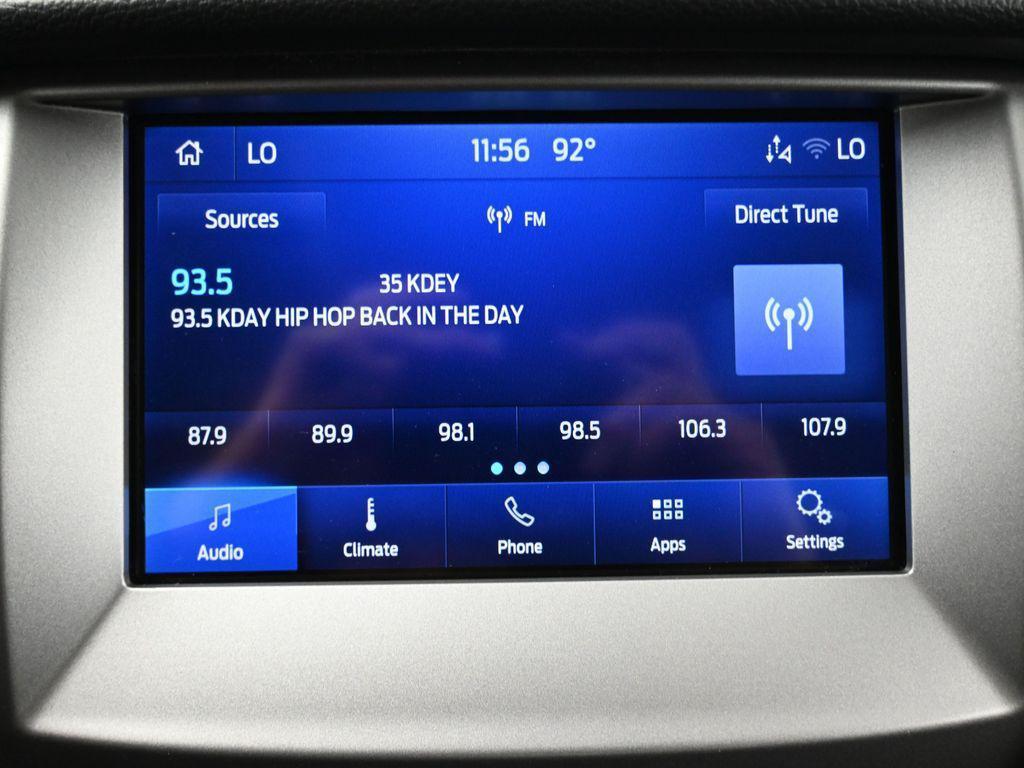 LO 11:56 92° LO
Sources FM Direct Tune
93.5 35 KDEY
93.5 KDAY HIP HOP BACK IN THE DAY
87.9 89.9 98.1 98.5 106.3 107.9
Audio Climate Phone Apps Settings